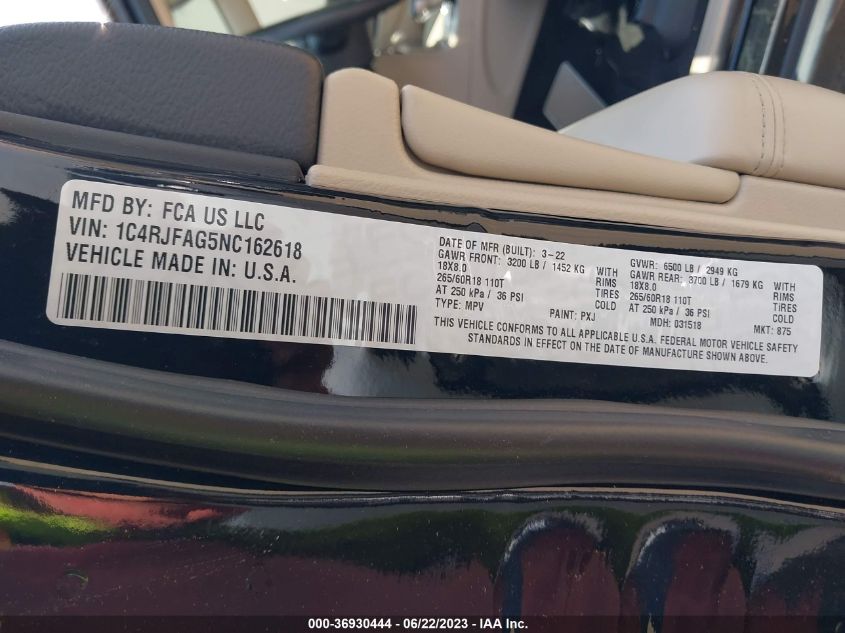 MFD BY: FCA US LLC
VIN: 1C4RJFAG5NC162618
VEHICLE MADE IN: U.S.A.
DATE OF MFR (BUILT): 3-22 GVWR: 6500 LB / 2949 KG
GAWR FRONT: 3200 LB / 1452 KG WITH GAWR REAR: 3700 LB / 1679 KG WITH
18X8.0 RIMS 18X8.0 RIMS
265/60R18 110T TIRES 265/60R18 110T TIRES
AT 250 kPa / 36 PSI COLD AT 250 kPa / 36 PSI COLD
TYPE: MPV PAINT: PXJ MDH: 031518 MKT: 875
THIS VEHICLE CONFORMS TO ALL APPLICABLE U.S.A. FEDERAL MOTOR VEHICLE SAFETY
STANDARDS IN EFFECT ON THE DATE OF MANUFACTURE SHOWN ABOVE.
000-36930444 - 06/22/2023 - IAA Inc.